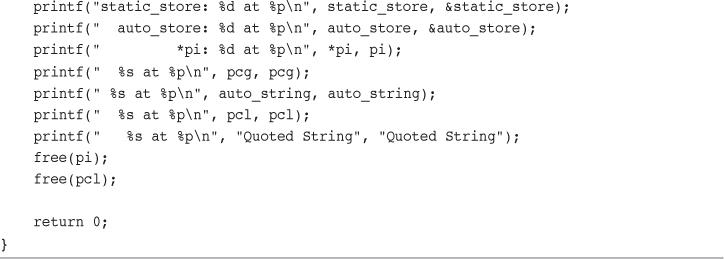 printf("static_store: %d at %p\n", static_store, &static_store);
printf("  auto_store: %d at %p\n", auto_store, &auto_store);
printf("         *pi: %d at %p\n", *pi, pi);
printf("  %s at %p\n", pcg, pcg);
printf(" %s at %p\n", auto_string, auto_string);
printf("  %s at %p\n", pcl, pcl);
printf("   %s at %p\n", "Quoted String", "Quoted String");
free(pi);
free(pcl);
return 0;
}